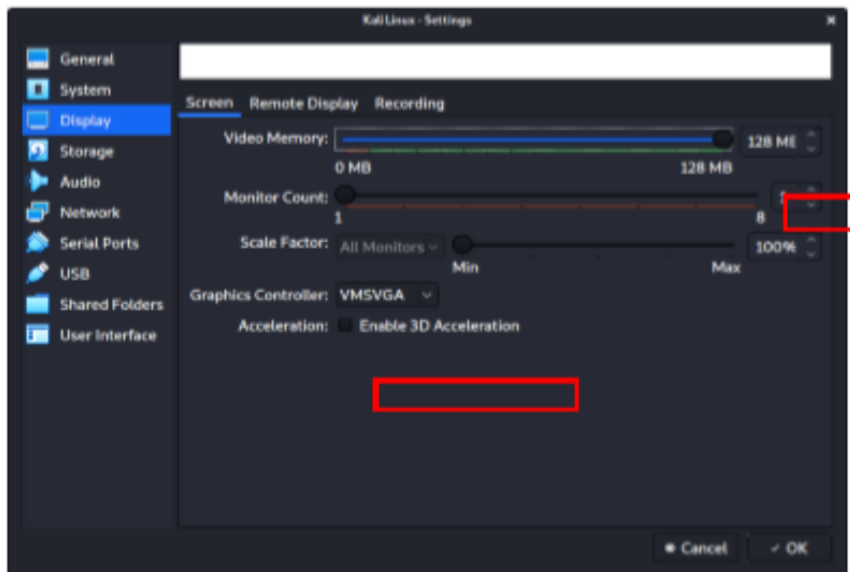 Kali Linux - Settings
General
System
Display
Storage
Audio
Network
Serial Ports
USB
Shared Folders
User Interface
Screen Remote Display Recording
Video Memory: 128 ME
0 MB 128 MB
Monitor Count:
1 8
Scale Factor: All Monitors 100%
Min Max
Graphics Controller: VMSVGA
Acceleration: Enable 3D Acceleration
Cancel OK